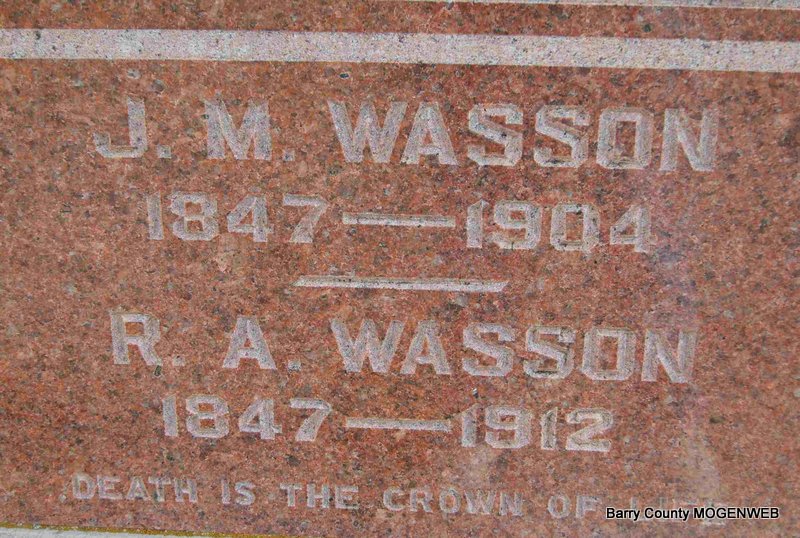 J. M. WASSON
1847—1904
R. A. WASSON
1847—1912
DEATH IS THE CROWN OF
Barry County MOGENWEB